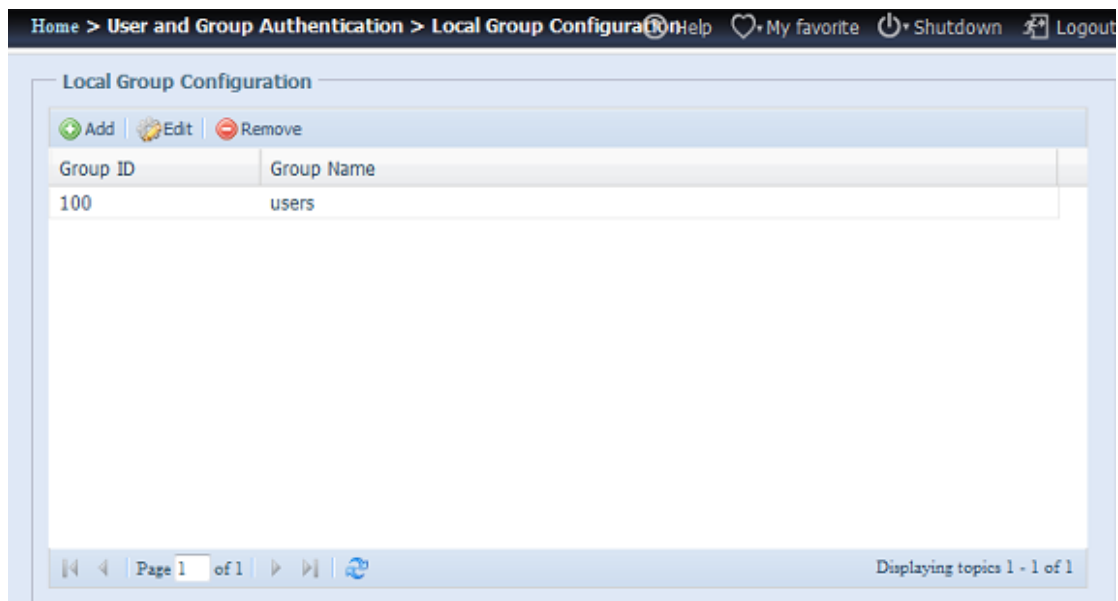 Home > User and Group Authentication > Local Group Configuration Help My favorite Shutdown Logout
Local Group Configuration
Add Edit Remove
Group ID Group Name
100 users
Page 1 of 1 Displaying topics 1 - 1 of 1